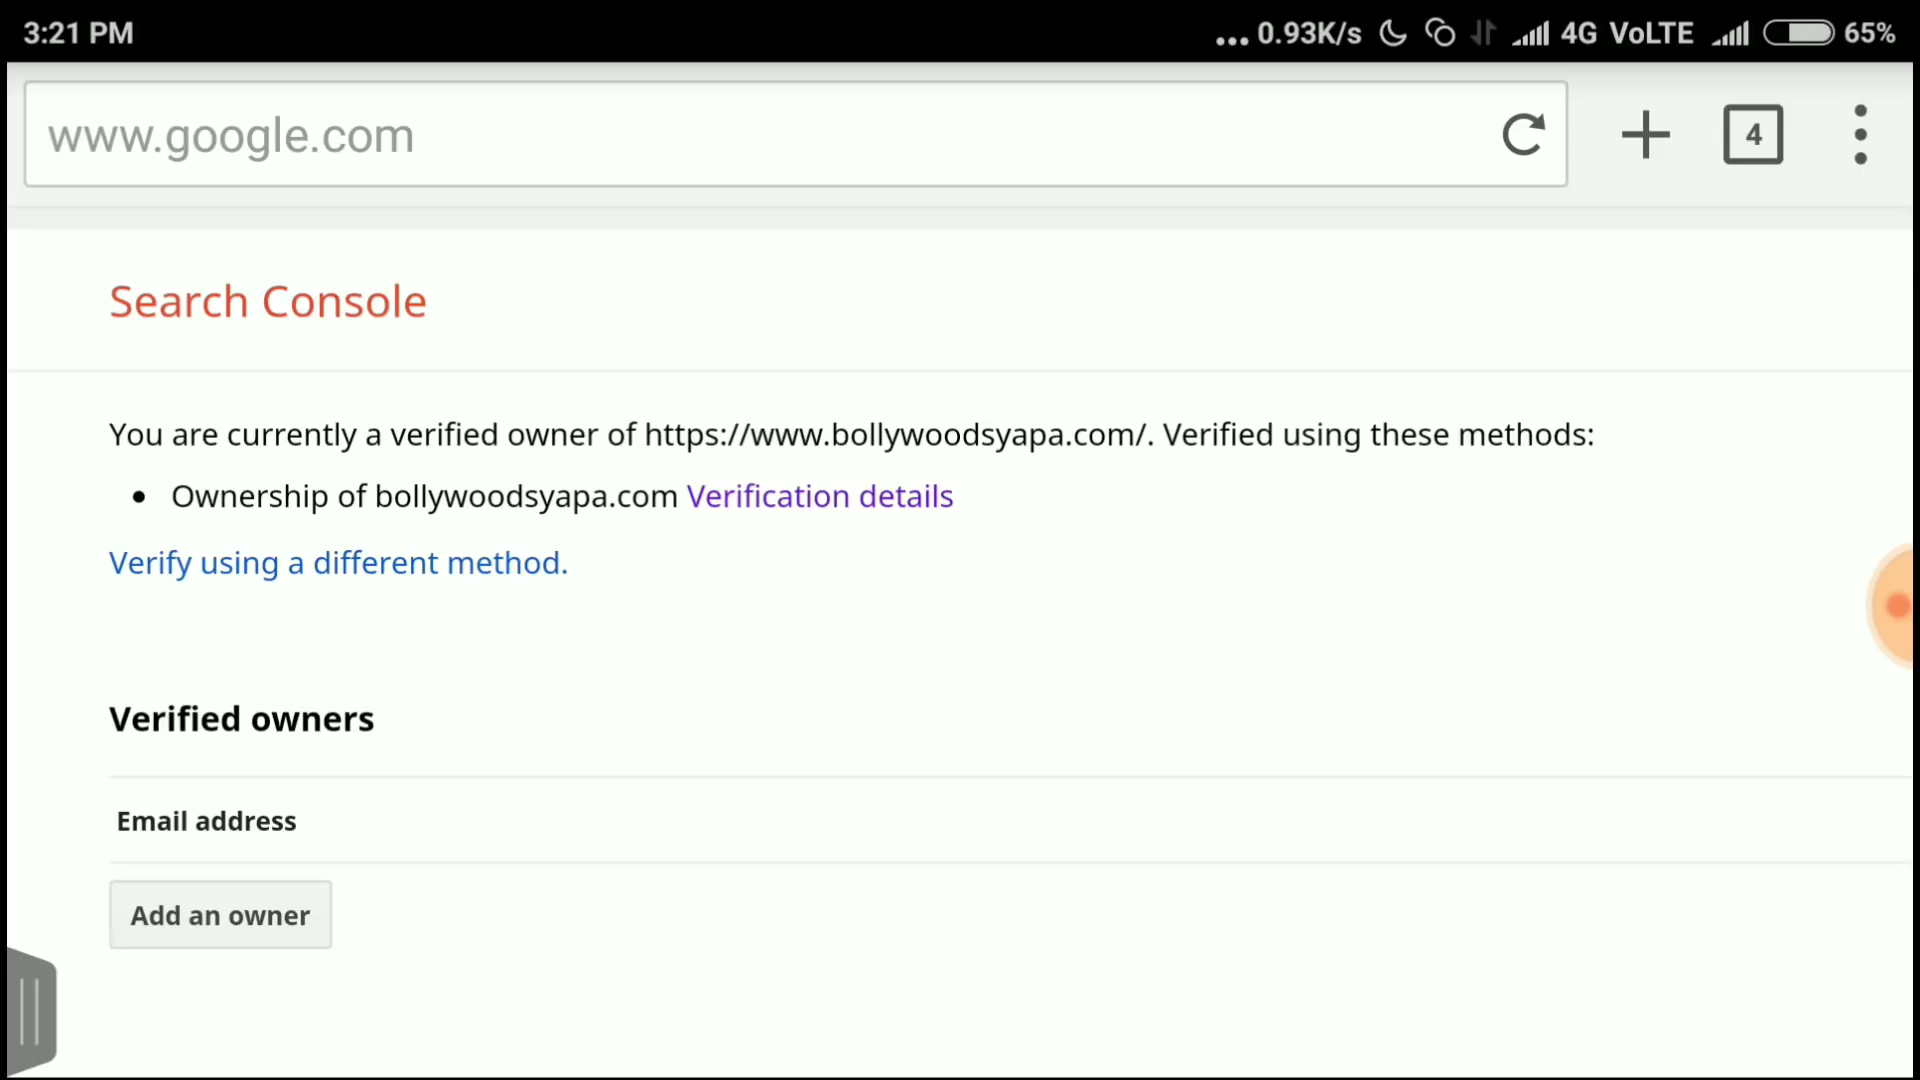 3:21 PM
... 0.93K/s 4G VoLTE 65%
www.google.com
4
Search Console
You are currently a verified owner of https://www.bollywoodsyapa.com/. Verified using these methods:
• Ownership of bollywoodsyapa.com Verification details
Verify using a different method.
Verified owners
Email address
Add an owner